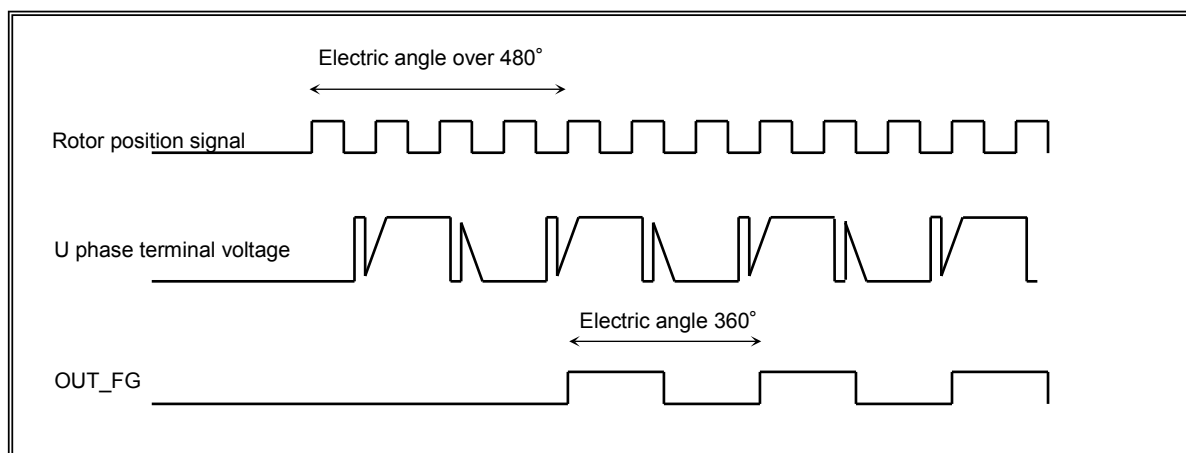 Electric angle over 480°
Rotor position signal
U phase terminal voltage
Electric angle 360°
OUT_FG